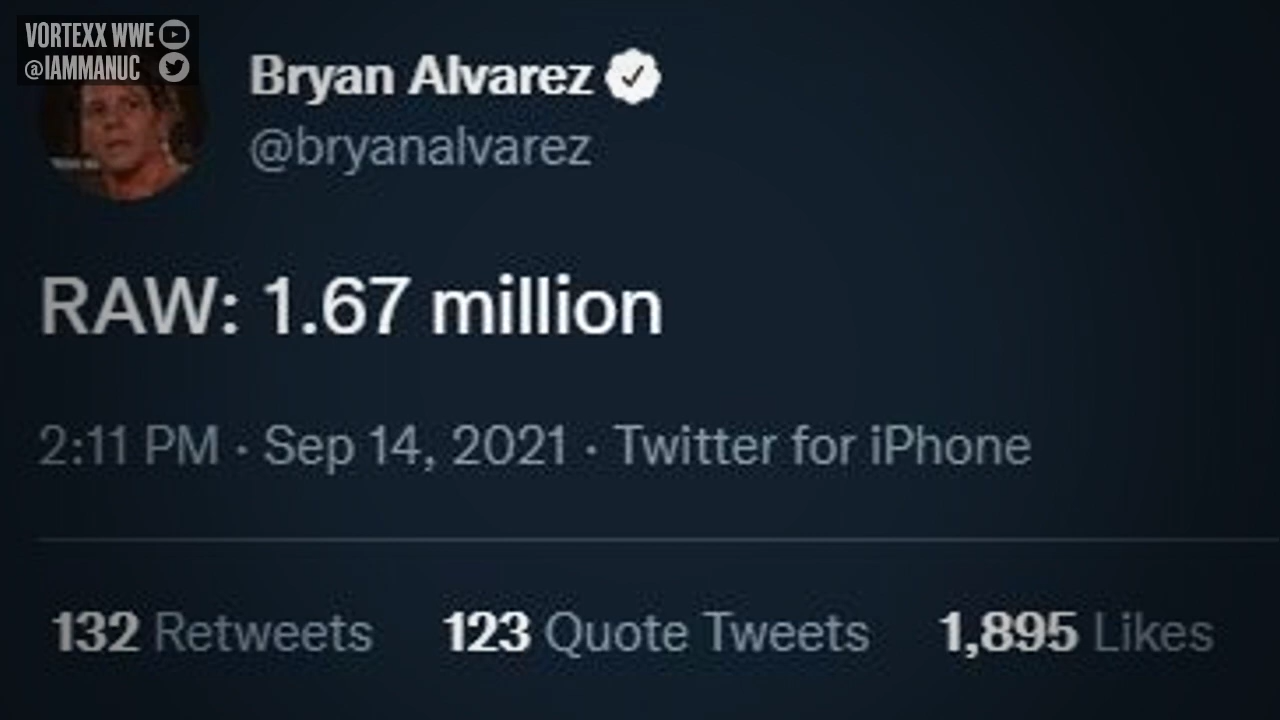 VORTEXX WWE
@IAMMANUC
Bryan Alvarez
@bryanalvarez
RAW: 1.67 million
2:11 PM · Sep 14, 2021 · Twitter for iPhone
132 Retweets 123 Quote Tweets 1,895 Likes